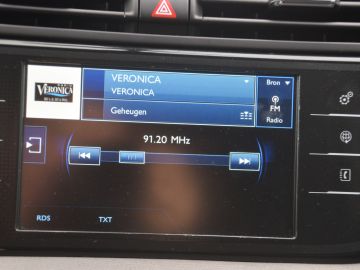 VERONICA
VERONICA
VERONICA
Bron
Geheugen
FM
Radio
91.20 MHz
RDS
TXT